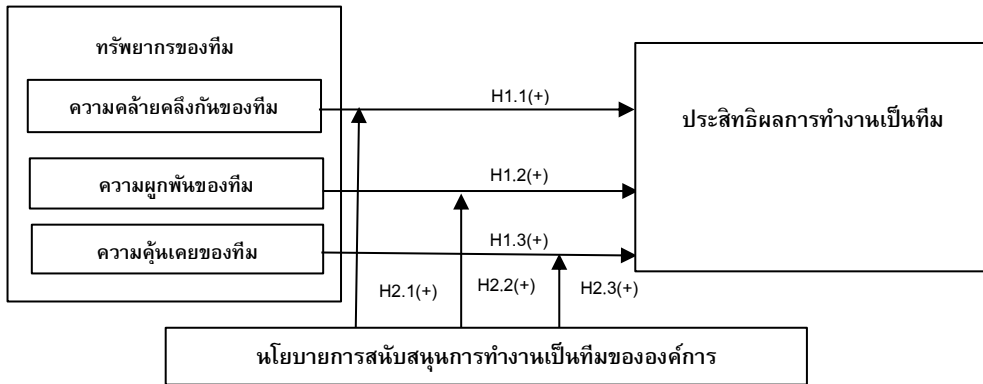 ทรัพยากรของทีม
ความคล้ายคลึงกันของทีม
H1.1(+)
ประสิทธิผลการทำงานเป็นทีม
ความผูกพันของทีม
H1.2(+)
ความคุ้นเคยของทีม
H1.3(+)
H2.1(+)
H2.2(+)
H2.3(+)
นโยบายการสนับสนุนการทำงานเป็นทีมขององค์การ